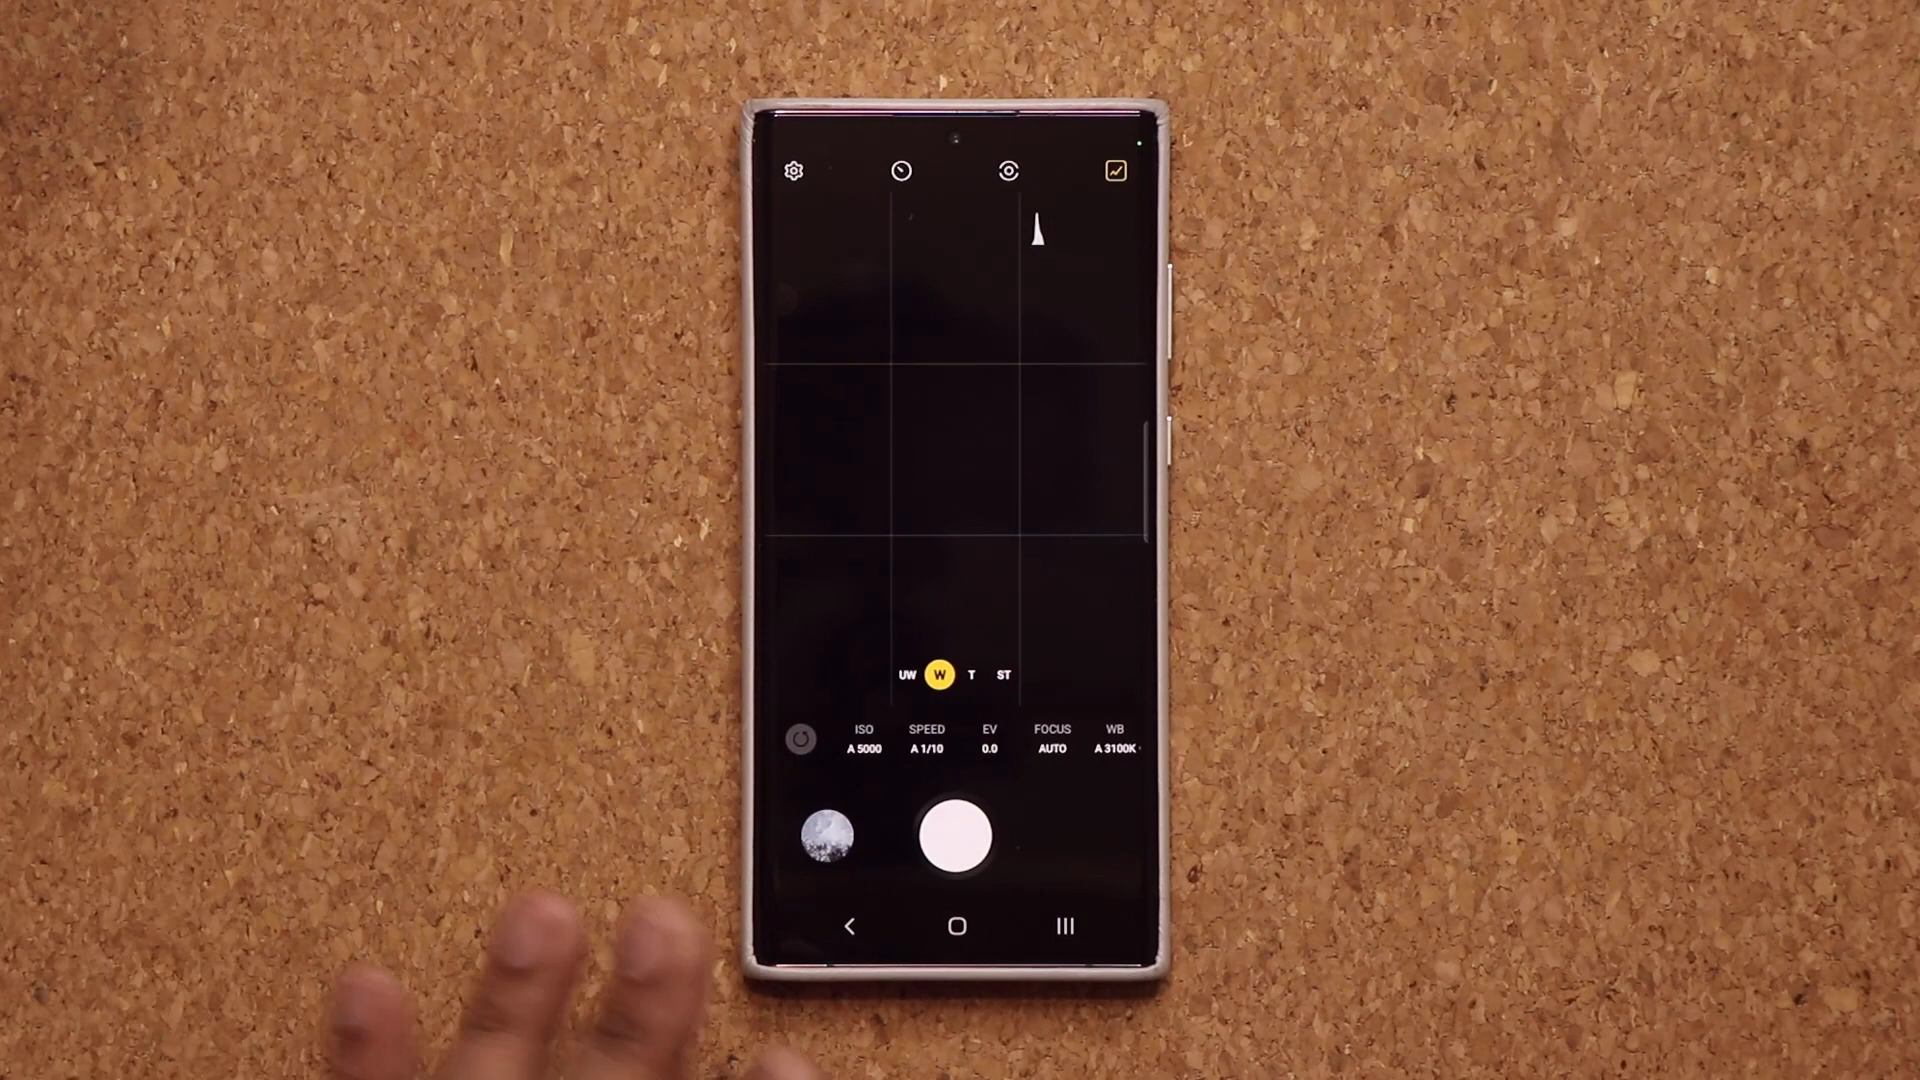 UW W T ST
ISO SPEED EV FOCUS WB
A 5000 A 1/10 0.0 AUTO A 3100K